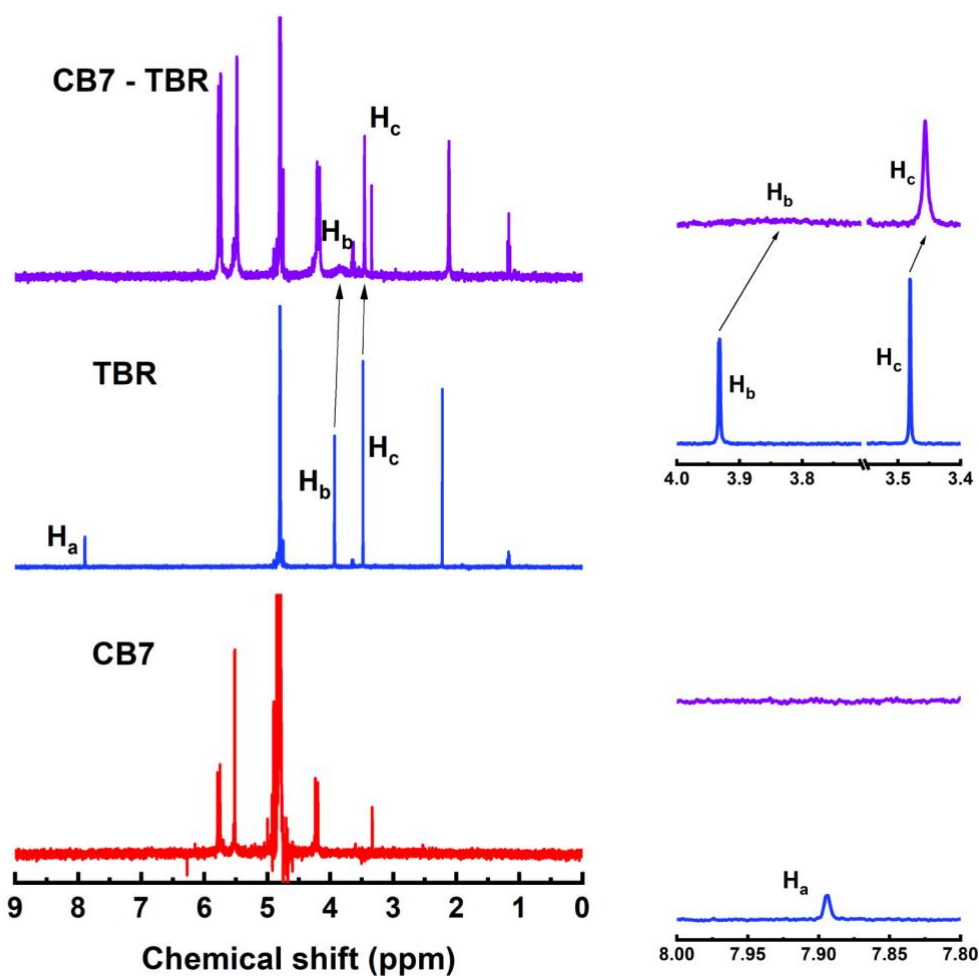 CB7 - TBR
Hc
Hb
TBR
Hb
Hc
Ha
CB7
9 8 7 6 5 4 3 2 1 0
Chemical shift (ppm)
Hb
Hc
Hb
Hc
4.0 3.9 3.8 3.5 3.4
Ha
8.00 7.95 7.90 7.85 7.80